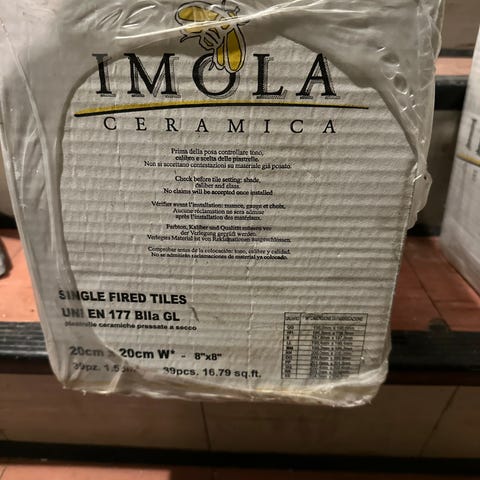 IMOLA
CERAMICA
Prima della posa controllare tono,
calibro e scelta delle piastrelle.
Non si accettano contestazioni su materiale già posato.
Check before tile setting: shade,
caliber and class.
No claims will be accepted once installed
Vérifier avant l'installation: nuance, gauge et choix.
Aucune réclamation ne sera admise
après l'installation des matériaux.
Farbton, Kaliber und Qualität müssen vor
der Verlegung geprüft werden.
Verlegtes Material ist von Reklamationen ausgeschlossen.
Comprobar antes de la colocación: tono, calibre y calidad.
No se admitirán reclamaciones de material ya colocado.
SINGLE FIRED TILES
UNI EN 177 BIIa GL
piastrelle ceramiche pressate a secco
20cm x 20cm W* - 8"x8"
39pz. 39pcs. 16.79 sq.ft.